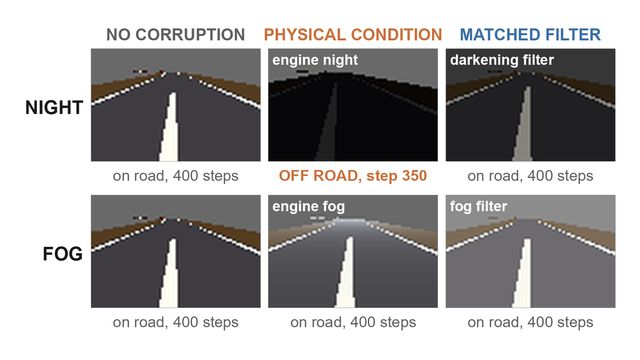 NO CORRUPTION PHYSICAL CONDITION MATCHED FILTER
NIGHT
engine night
darkening filter
on road, 400 steps
OFF ROAD, step 350
on road, 400 steps
FOG
engine fog
fog filter
on road, 400 steps
on road, 400 steps
on road, 400 steps